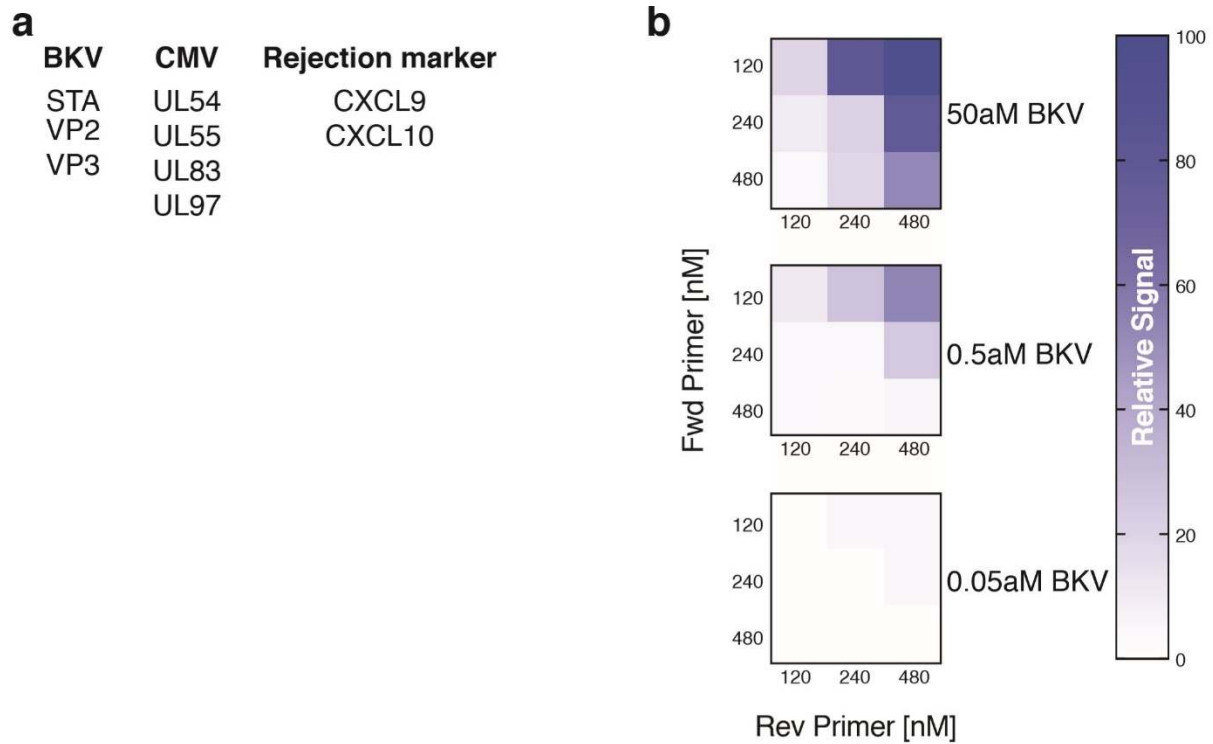 a
BKV CMV Rejection marker
STA UL54 CXCL9
VP2 UL55 CXCL10
VP3 UL83
UL97
b
Fwd Primer [nM]
120
240
480
120 240 480
50aM BKV
120
240
480
120 240 480
0.5aM BKV
120
240
480
120 240 480
0.05aM BKV
Rev Primer [nM]
100
80
60
40
20
0
Relative Signal